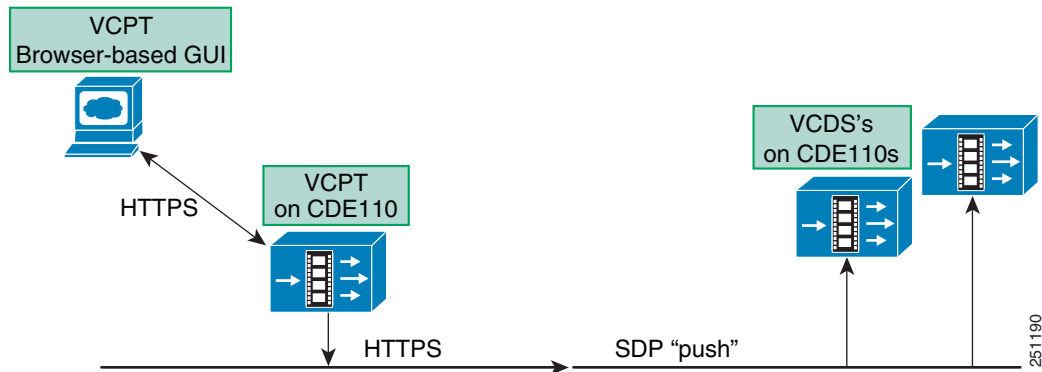 VCPT
Browser-based GUI
HTTPS
VCPT
on CDE110
VCDS's
on CDE110s
HTTPS
SDP “push”
251190